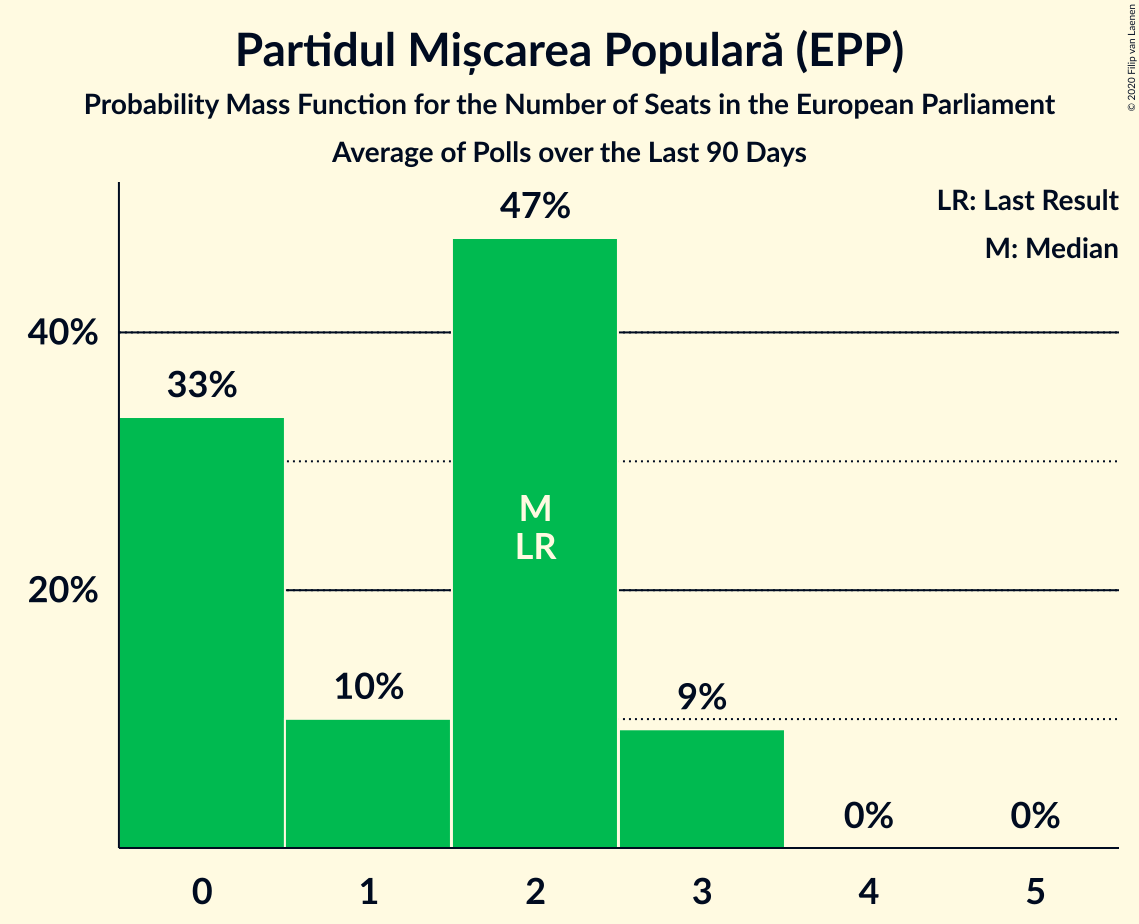 Partidul Mișcarea Populară (EPP)
Probability Mass Function for the Number of Seats in the European Parliament
Average of Polls over the Last 90 Days
© 2020 Filip van Laenen
LR: Last Result
M: Median
47%
40%
33%
M
LR
20%
10%
9%
0%
0%
0
1
2
3
4
5